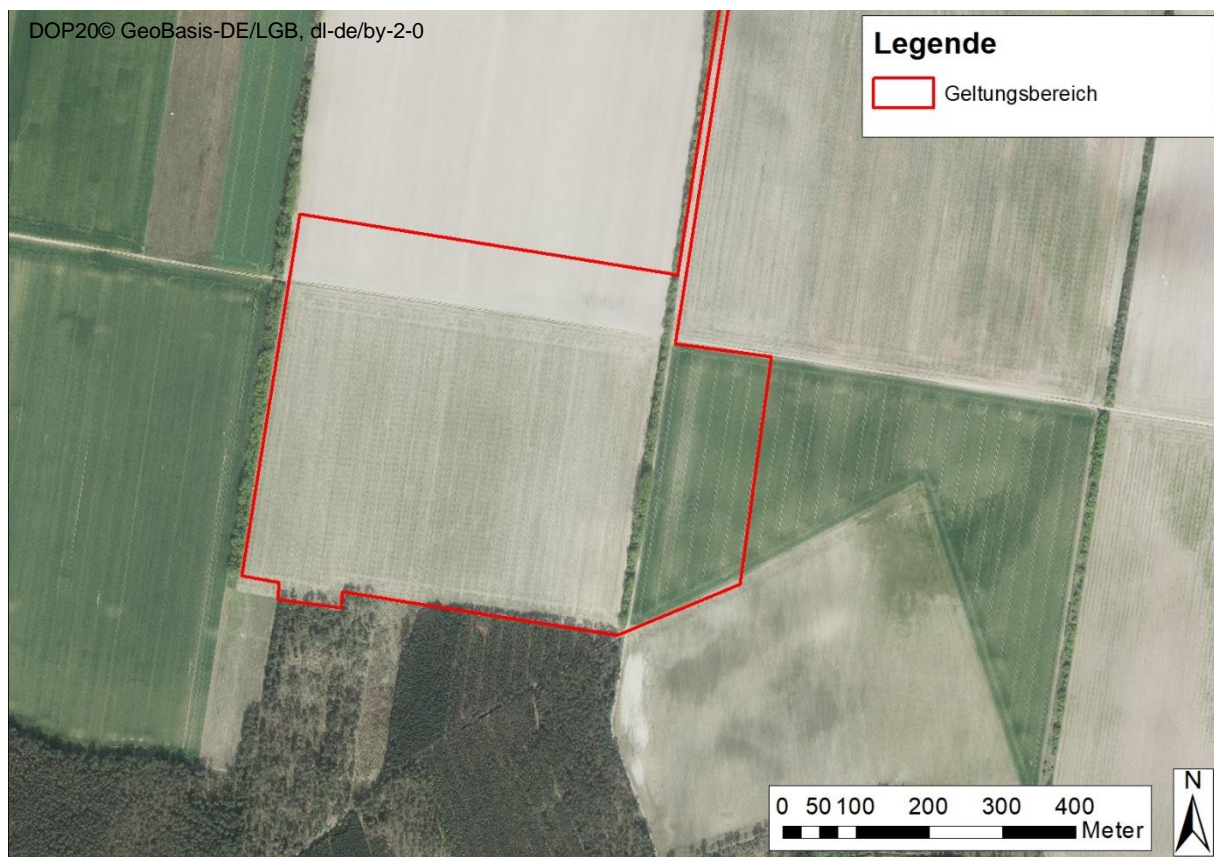 DOP20© GeoBasis-DE/LGB, dl-de/by-2-0
Legende
Geltungsbereich
N
0 50 100 200 300 400
Meter